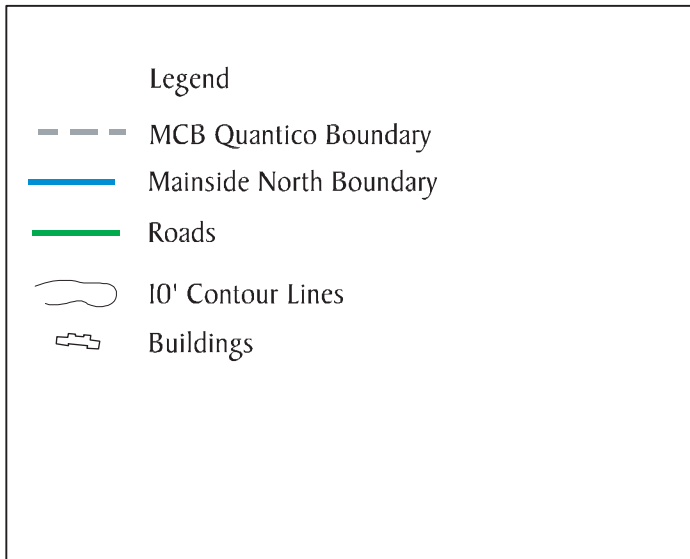 Legend
MCB Quantico Boundary
Mainside North Boundary
Roads
10' Contour Lines
Buildings